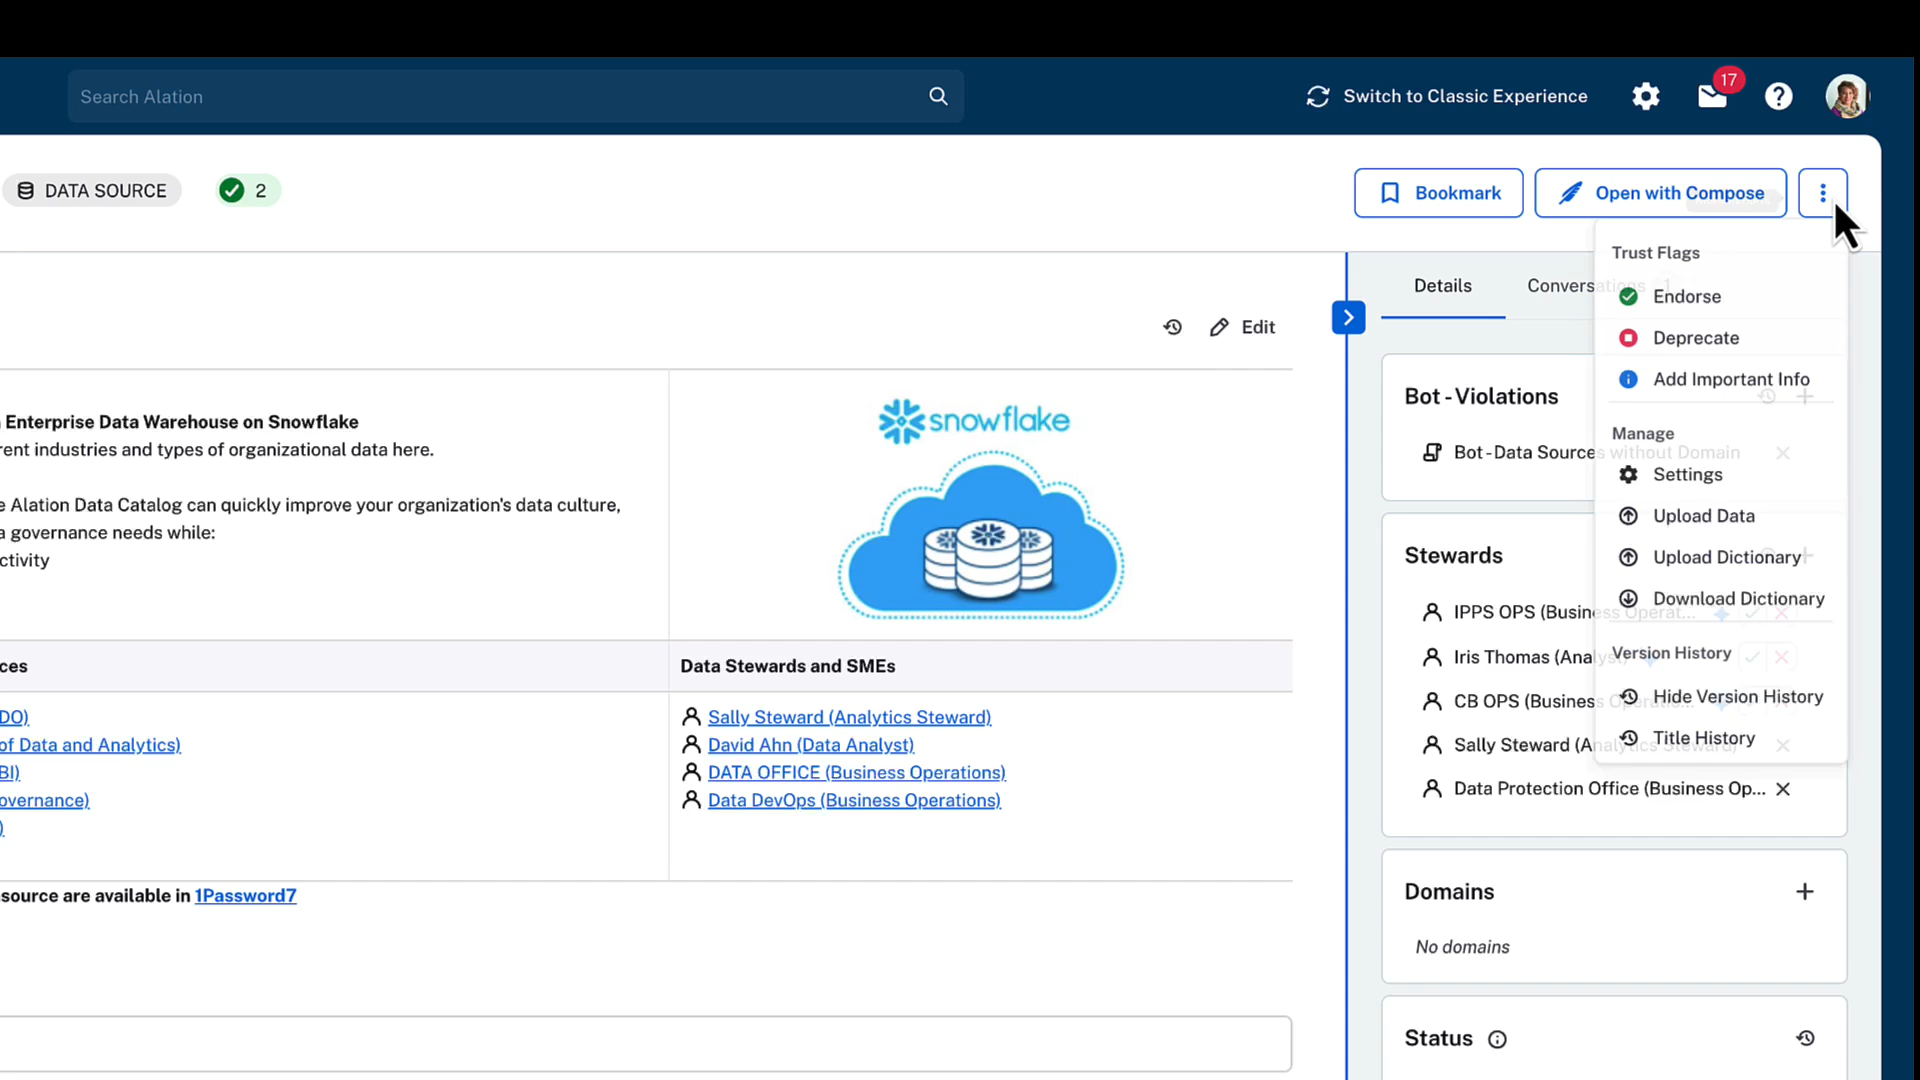 Search Alation
Switch to Classic Experience
17
DATA SOURCE
2
Bookmark
Open with Compose
Trust Flags
Endorse
Deprecate
Add Important Info
Manage
Settings
Upload Data
Upload Dictionary
Download Dictionary
Version History
Hide Version History
Title History
Edit
Enterprise Data Warehouse on Snowflake
rent industries and types of organizational data here.
e Alation Data Catalog can quickly improve your organization's data culture,
a governance needs while:
ctivity
snowflake
ces
Data Stewards and SMEs
DO)
of Data and Analytics)
BI)
overnance)
)
Sally Steward (Analytics Steward)
David Ahn (Data Analyst)
DATA OFFICE (Business Operations)
Data DevOps (Business Operations)
source are available in 1Password7
Details
Conversations
1
Bot - Violations
Bot - Data Sources without Domain
Stewards
IPPS OPS (Business Operat...
Iris Thomas (Analyst)
CB OPS (Business Operatio...
Sally Steward (Analytics Steward)
Data Protection Office (Business Op...
Domains
No domains
Status